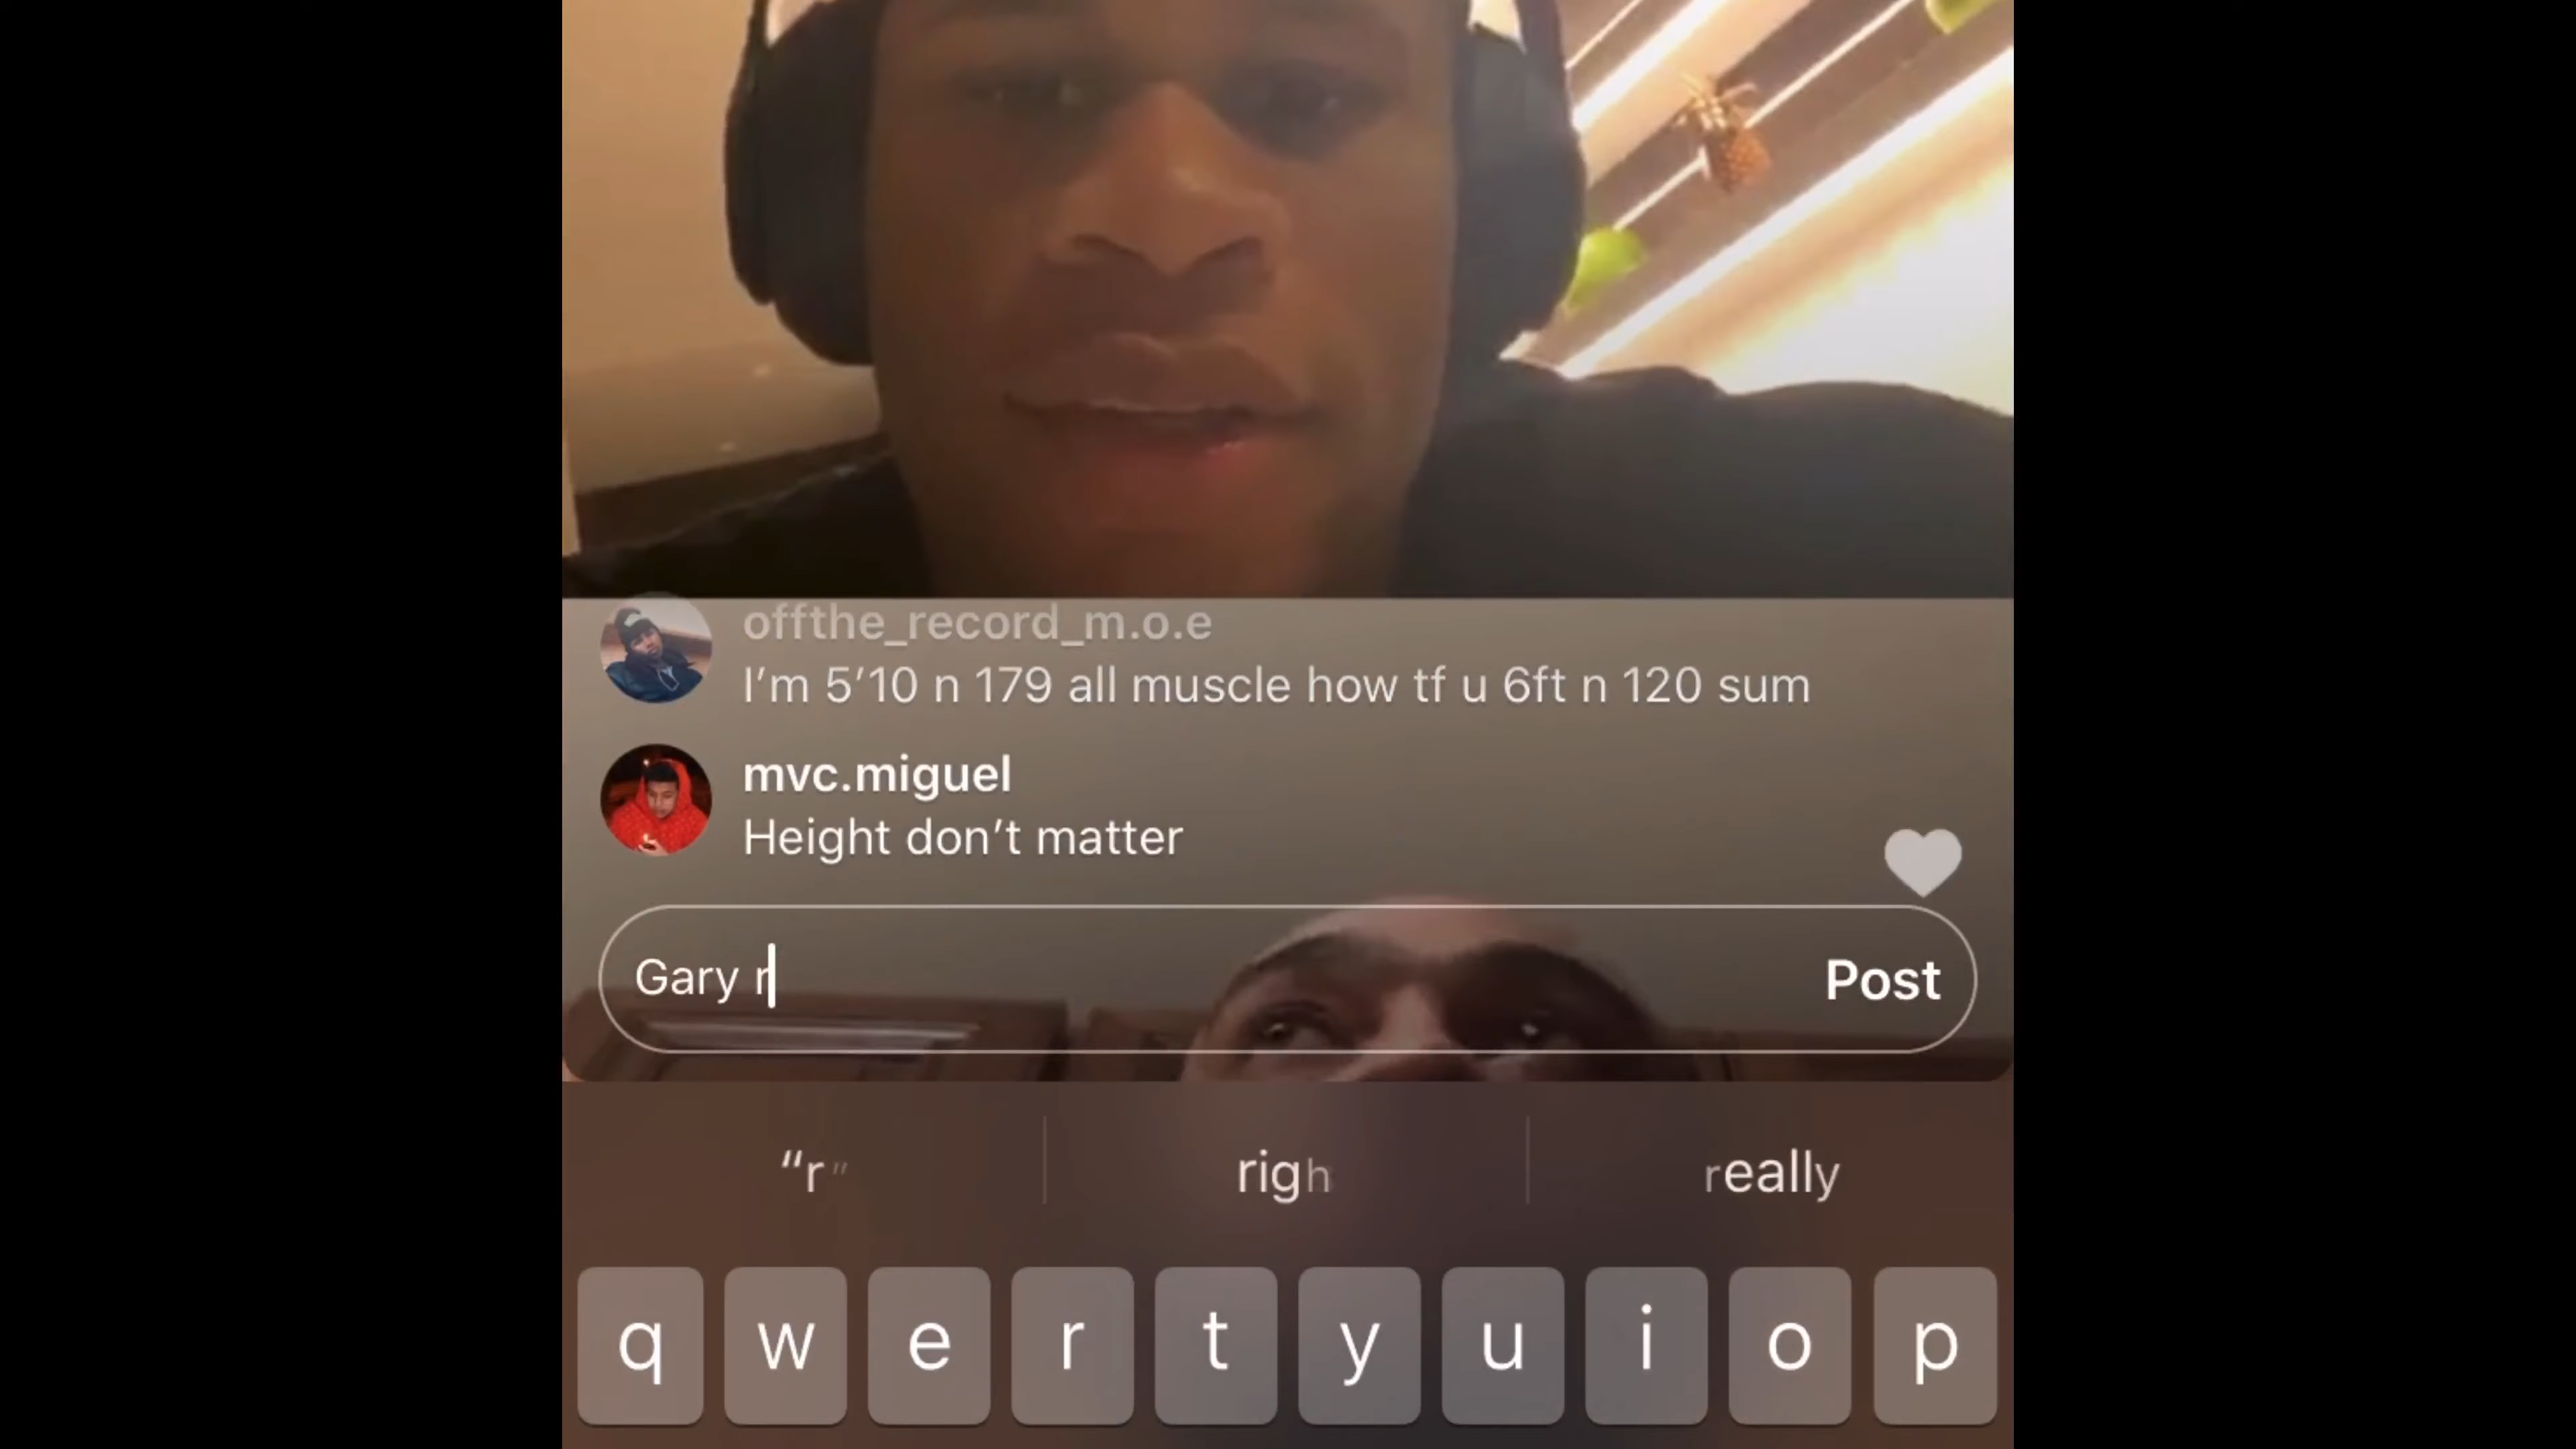 offthe_record_m.o.e
I’m 5’10 n 179 all muscle how tf u 6ft n 120 sum
mvc.miguel
Height don’t matter
Gary r
Post
“r” righ really
q w e r t y u i o p